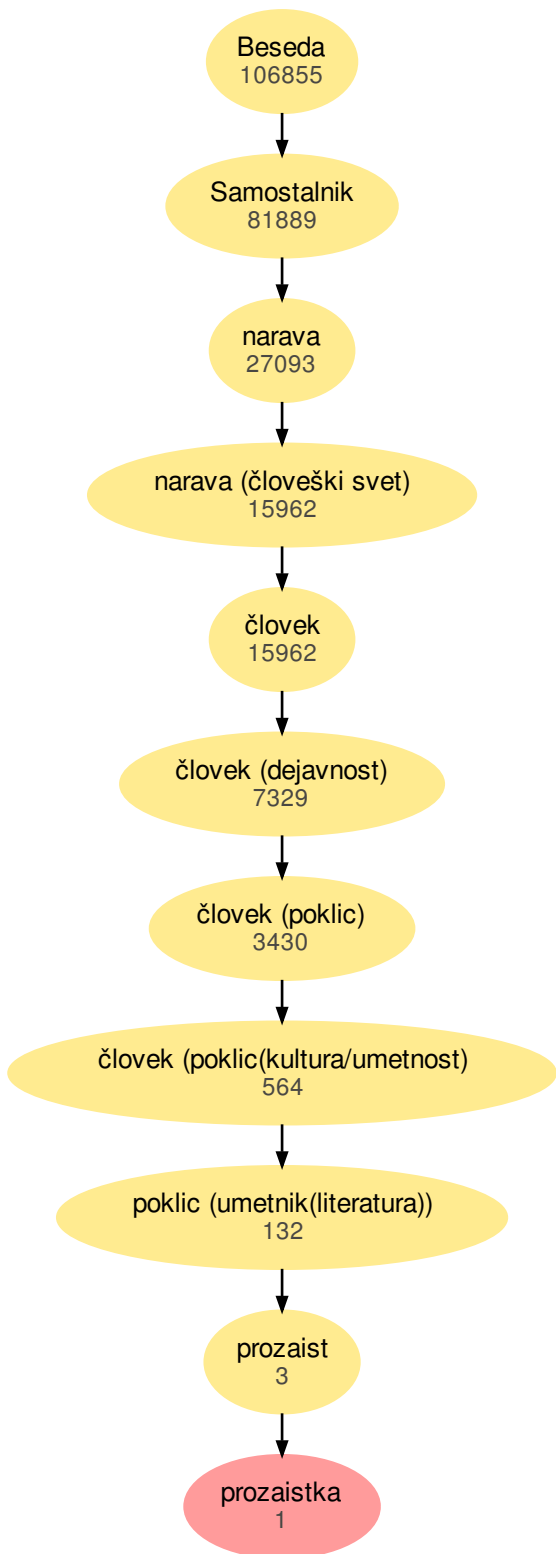 Beseda
106855
Samostalnik
81889
narava
27093
narava (človeški svet)
15962
človek
15962
človek (dejavnost)
7329
človek (poklic)
3430
človek (poklic(kultura/umetnost)
564
poklic (umetnik(literatura))
132
prozaist
3
prozaistka
1